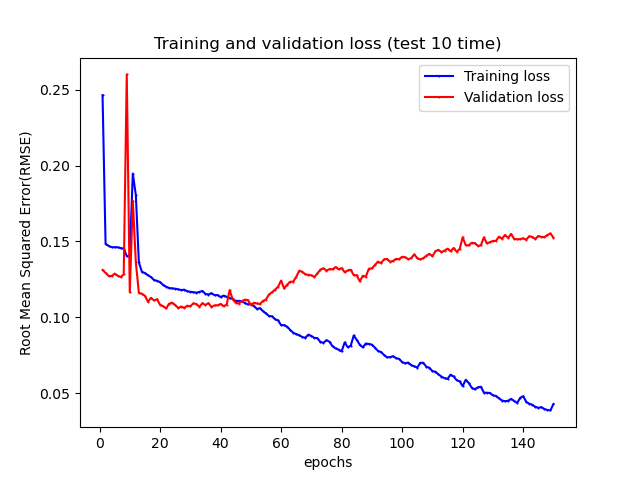 Training and validation loss (test 10 time)
Training loss
Validation loss
Root Mean Squared Error(RMSE)
0.25
0.20
0.15
0.10
0.05
0 20 40 60 80 100 120 140
epochs